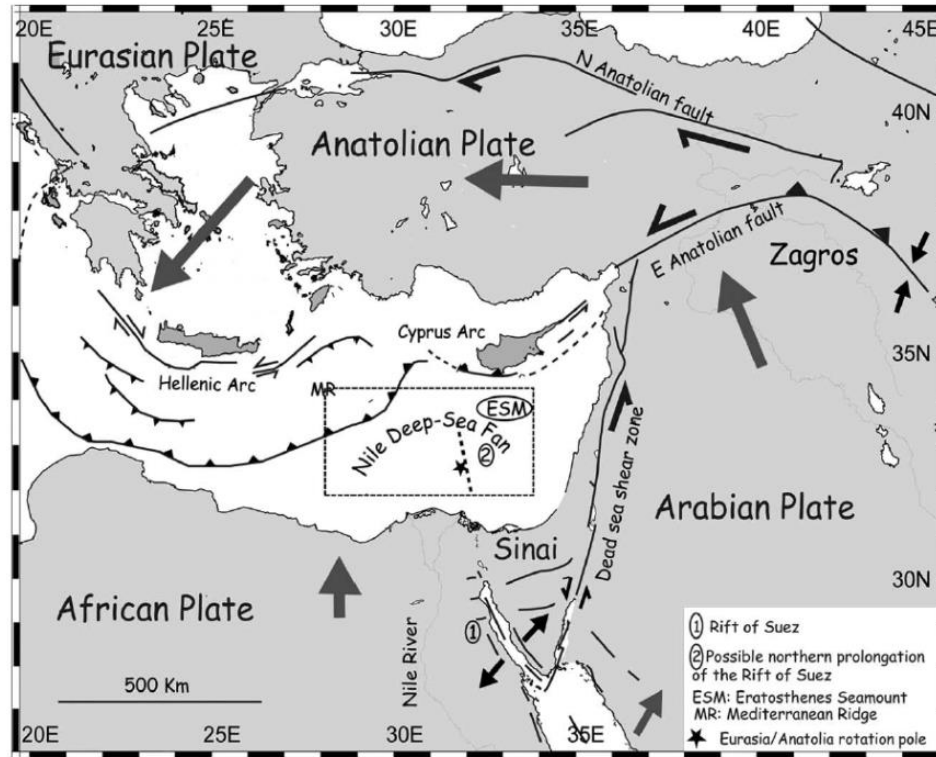 20E 25E 30E 35E 40E 45E
Eurasian Plate
N Anatolian fault
40N
Anatolian Plate
E Anatolian fault
Zagros
Cyprus Arc
35N
Hellenic Arc
MR
ESM
Nile Deep-Sea Fan
2
Dead sea shear zone
Arabian Plate
Sinai
30N
African Plate
Nile River
1
500 Km
1 Rift of Suez
2 Possible northern prolongation
of the Rift of Suez
ESM: Eratosthenes Seamount
MR: Mediterranean Ridge
★ Eurasia/Anatolia rotation pole
20E 25E 30E 35E